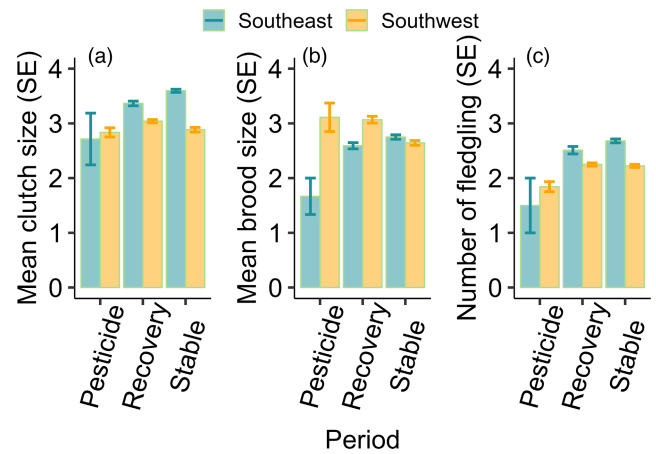 Southeast Southwest
(a)
Mean clutch size (SE)
4
3
2
1
0
Pesticide
Recovery
Stable
(b)
Mean brood size (SE)
4
3
2
1
0
Pesticide
Recovery
Stable
(c)
Number of fledgling (SE)
4
3
2
1
0
Pesticide
Recovery
Stable
Period